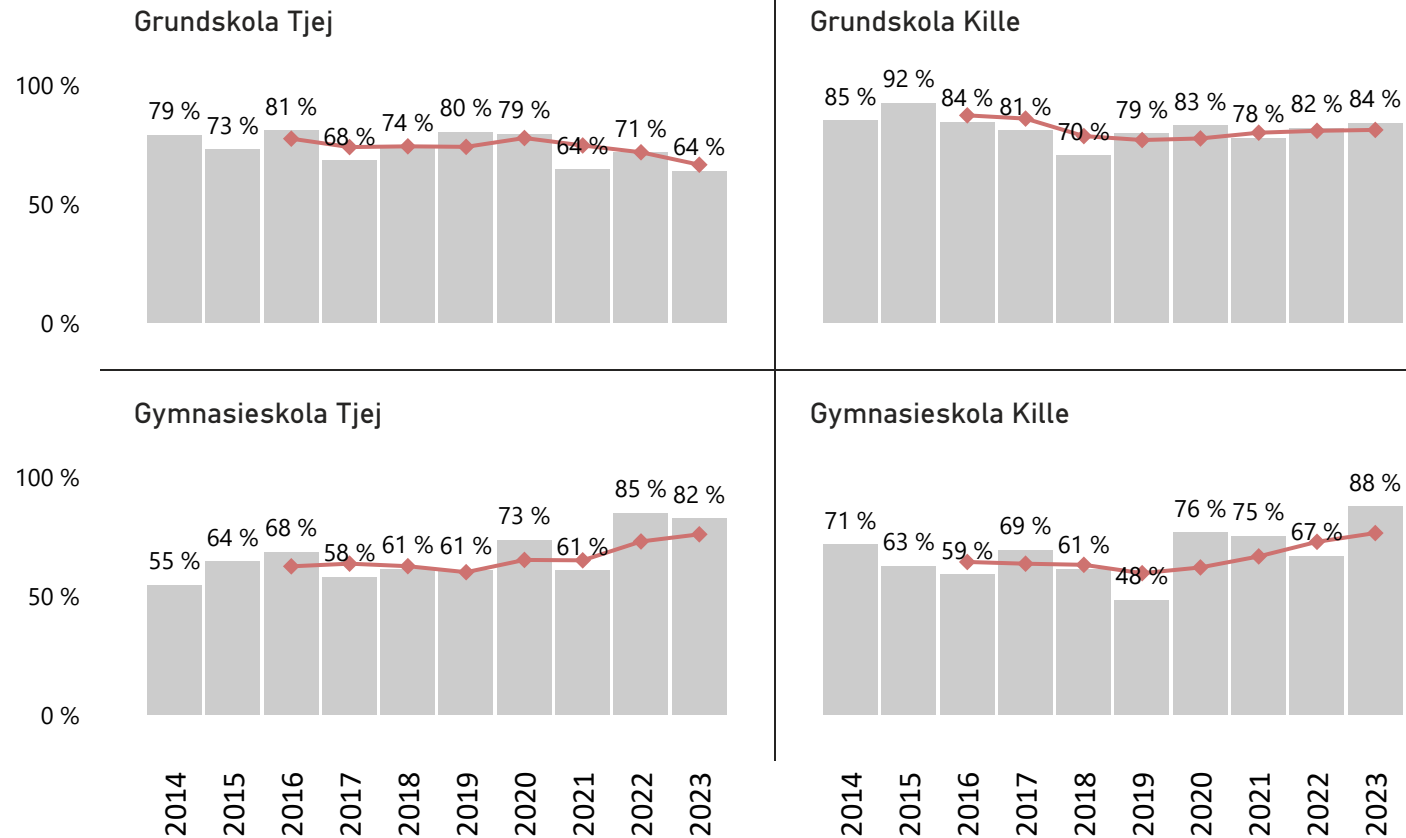 Grundskola Tjej
Grundskola Kille
100 %
50 %
0 %
79 % 73 % 81 % 68 % 74 % 80 % 79 % 64 % 71 % 64 %
85 % 92 % 84 % 81 % 70 % 79 % 83 % 78 % 82 % 84 %
Gymnasieskola Tjej
Gymnasieskola Kille
100 %
50 %
0 %
55 % 64 % 68 % 58 % 61 % 61 % 73 % 61 % 85 % 82 %
71 % 63 % 59 % 69 % 61 % 48 % 76 % 75 % 67 % 88 %
2014 2015 2016 2017 2018 2019 2020 2021 2022 2023
2014 2015 2016 2017 2018 2019 2020 2021 2022 2023